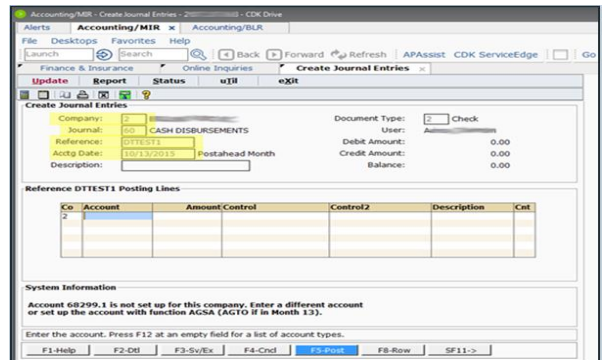 Accounting/MIR - Create Journal Entries - 2 - CDK Drive
Alerts Accounting/MIR x Accounting/BLR
File Desktops Favorites Help
Launch Search Back Forward Refresh APAssist CDK ServiceEdge Go
Finance & Insurance Online Inquiries Create Journal Entries x
Update Report Status uTil eXit
Create Journal Entries
Company: 2 Document Type: 2 Check
Journal: 60 CASH DISBURSEMENTS User: A
Reference: DTTEST1 Debit Amount: 0.00
Acctg Date: 10/13/2015 Postahead Month Credit Amount: 0.00
Description: Balance: 0.00
Reference DTTEST1 Posting Lines
Co Account Amount Control Control2 Description Cnt
2
System Information
Account 68299.1 is not set up for this company. Enter a different account
or set up the account with function AGSA (AGTO if in Month 13).
Enter the account. Press F12 at an empty field for a list of account types.
F1-Help F2-Dtl F3-Sv/Ex F4-Cncl F5-Post F8-Row SF11->